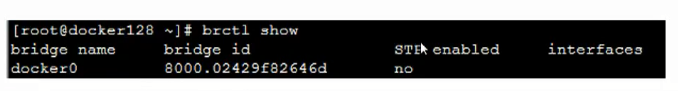 [root@docker128 ~]# brctl show
bridge name bridge id STP enabled interfaces
docker0 8000.02429f82646d no